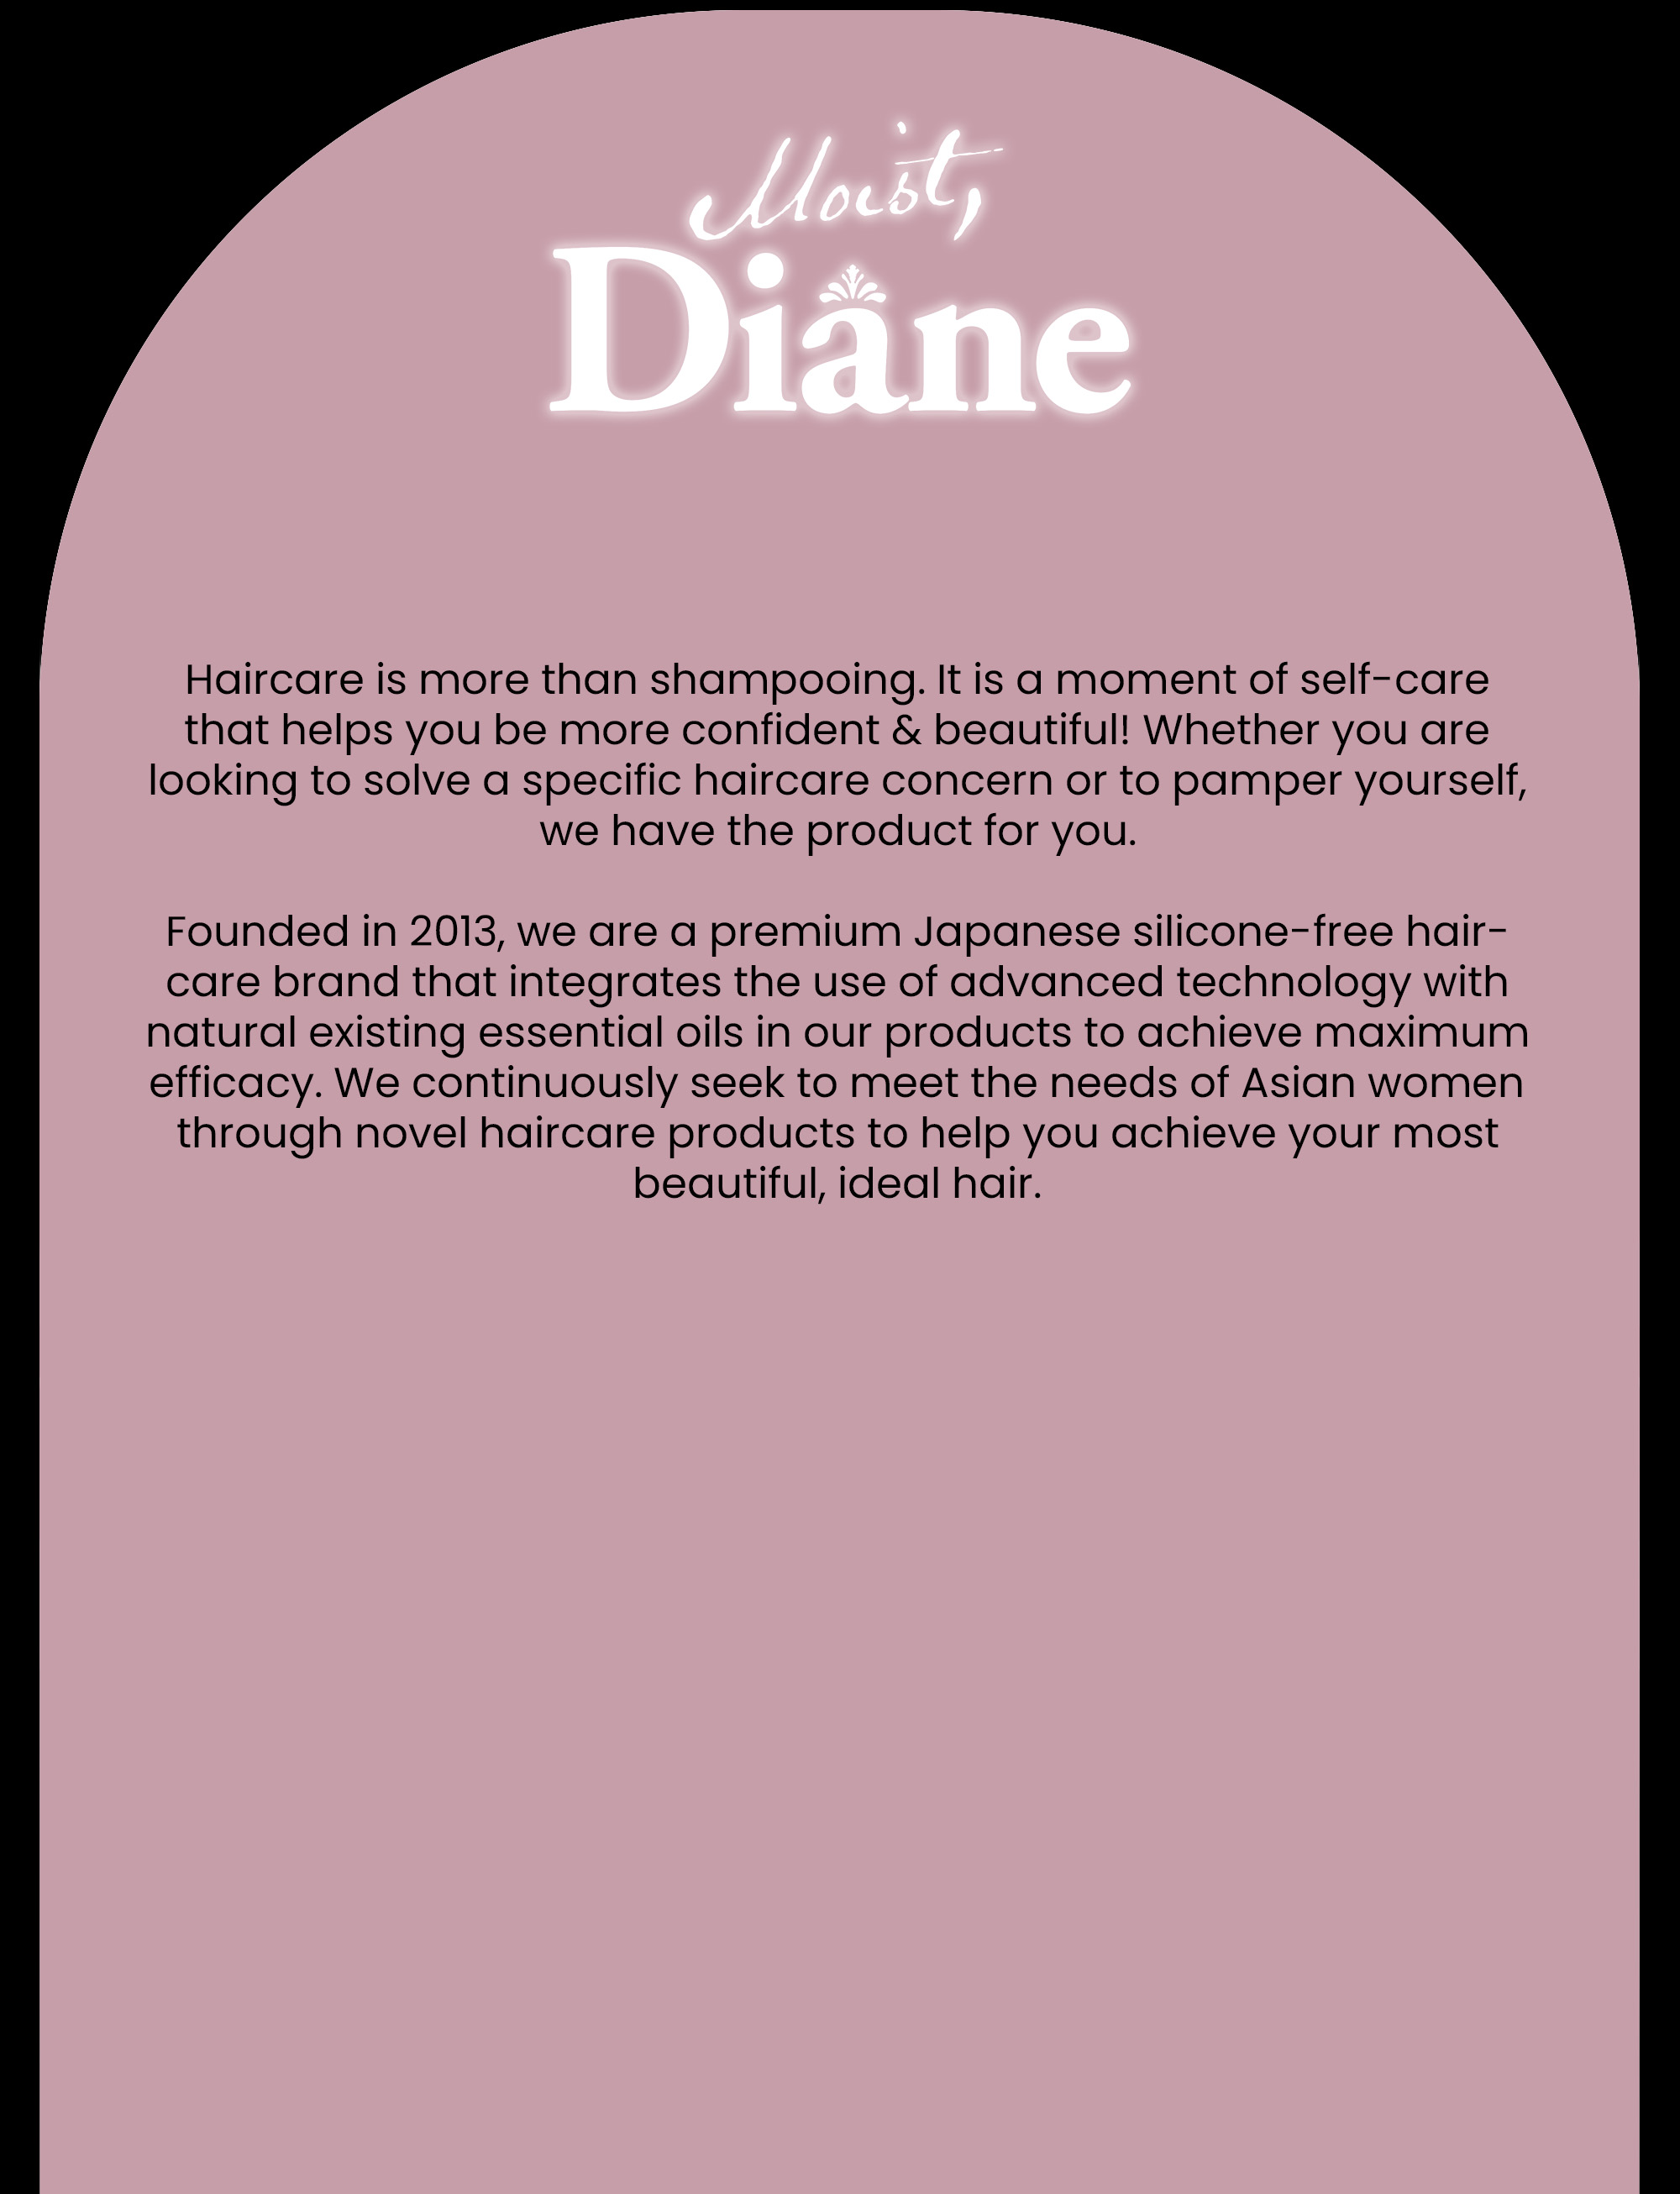 Moist,
Diane
Haircare is more than shampooing. It is a moment of self-care
that helps you be more confident & beautiful! Whether you are
looking to solve a specific haircare concern or to pamper yourself,
we have the product for you.
Founded in 2013, we are a premium Japanese silicone-free hair-
care brand that integrates the use of advanced technology with
natural existing essential oils in our products to achieve maximum
efficacy. We continuously seek to meet the needs of Asian women
through novel haircare products to help you achieve your most
beautiful, ideal hair.